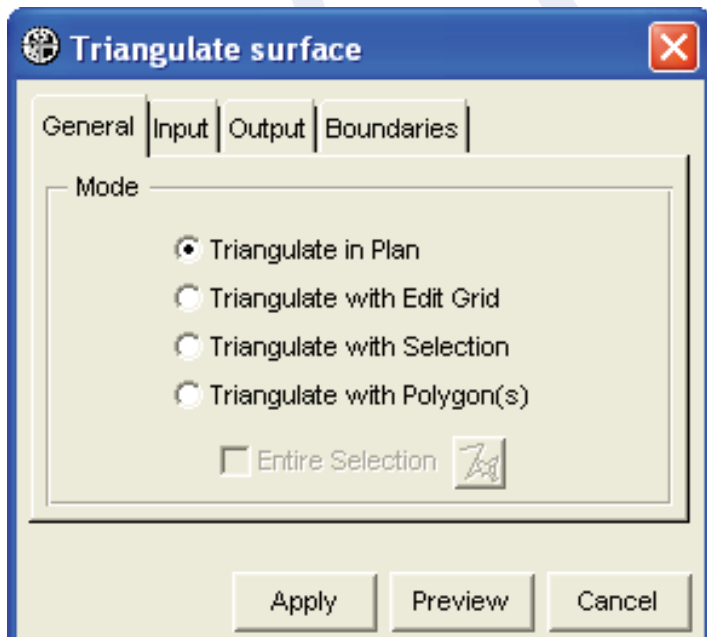 Triangulate surface
General Input Output Boundaries
Mode
Triangulate in Plan
Triangulate with Edit Grid
Triangulate with Selection
Triangulate with Polygon(s)
Entire Selection
Apply Preview Cancel